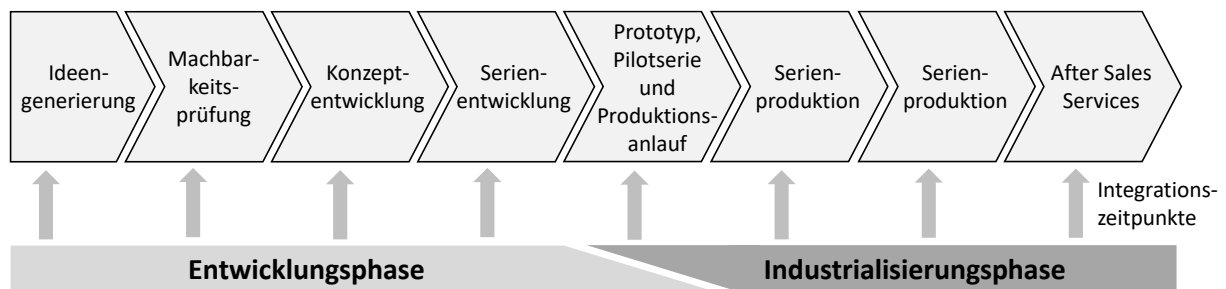 Ideen-
generierung
Machbar-
keits-
prüfung
Konzept-
entwicklung
Serien-
entwicklung
Prototyp,
Pilotserie
und
Produktions-
anlauf
Serien-
produktion
Serien-
produktion
After Sales
Services
Integrations-
zeitpunkte
Entwicklungsphase
Industrialisierungsphase